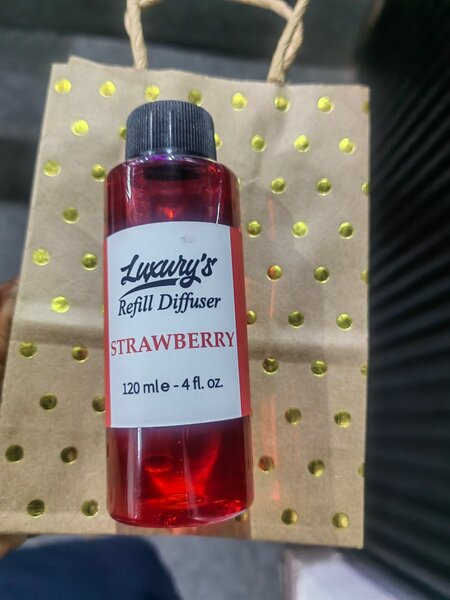 Luxury's
Refill Diffuser
STRAWBERRY
120 ml e - 4 fl. oz.